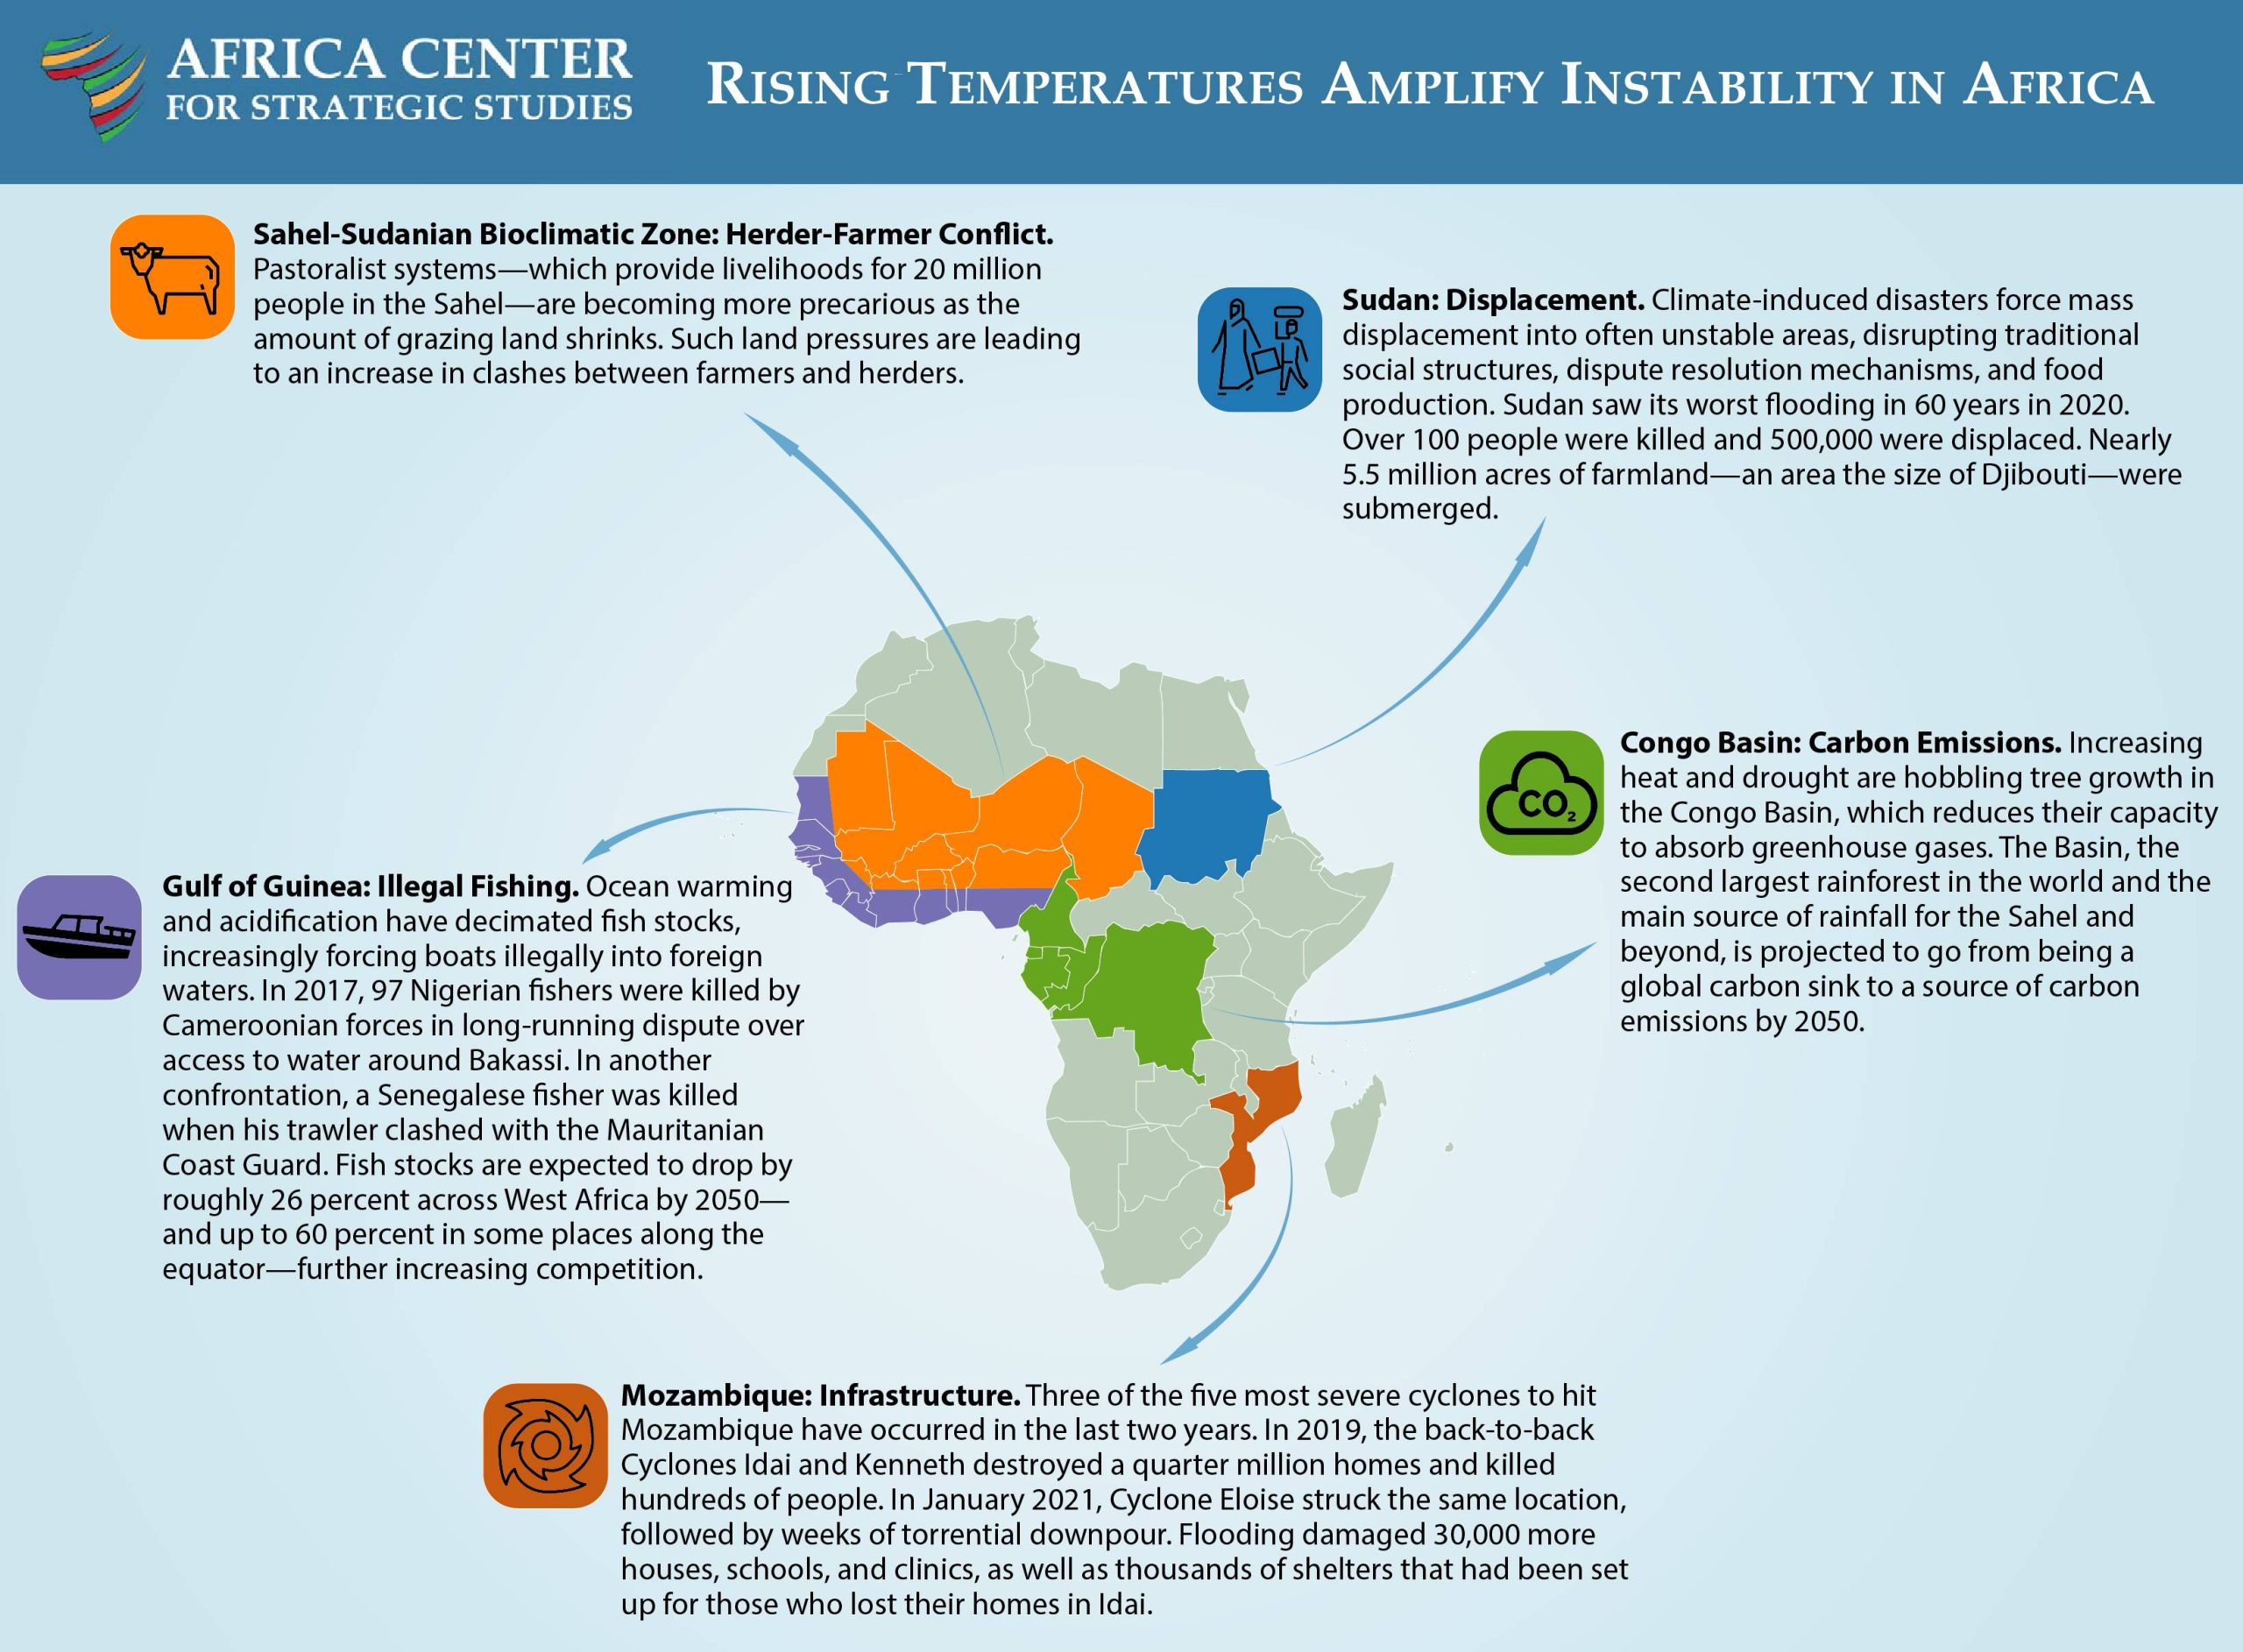 AFRICA CENTER
FOR STRATEGIC STUDIES
RISING TEMPERATURES AMPLIFY INSTABILITY IN AFRICA
Sahel-Sudanian Bioclimatic Zone: Herder-Farmer Conflict.
Pastoralist systems—which provide livelihoods for 20 million
people in the Sahel—are becoming more precarious as the
amount of grazing land shrinks. Such land pressures are leading
to an increase in clashes between farmers and herders.
Sudan: Displacement. Climate-induced disasters force mass
displacement into often unstable areas, disrupting traditional
social structures, dispute resolution mechanisms, and food
production. Sudan saw its worst flooding in 60 years in 2020.
Over 100 people were killed and 500,000 were displaced. Nearly
5.5 million acres of farmland—an area the size of Djibouti—were
submerged.
CO₂
Congo Basin: Carbon Emissions. Increasing
heat and drought are hobbling tree growth in
the Congo Basin, which reduces their capacity
to absorb greenhouse gases. The Basin, the
second largest rainforest in the world and the
main source of rainfall for the Sahel and
beyond, is projected to go from being a
global carbon sink to a source of carbon
emissions by 2050.
Gulf of Guinea: Illegal Fishing. Ocean warming
and acidification have decimated fish stocks,
increasingly forcing boats illegally into foreign
waters. In 2017, 97 Nigerian fishers were killed by
Cameroonian forces in long-running dispute over
access to water around Bakassi. In another
confrontation, a Senegalese fisher was killed
when his trawler clashed with the Mauritanian
Coast Guard. Fish stocks are expected to drop by
roughly 26 percent across West Africa by 2050—
and up to 60 percent in some places along the
equator—further increasing competition.
Mozambique: Infrastructure. Three of the five most severe cyclones to hit
Mozambique have occurred in the last two years. In 2019, the back-to-back
Cyclones Idai and Kenneth destroyed a quarter million homes and killed
hundreds of people. In January 2021, Cyclone Eloise struck the same location,
followed by weeks of torrential downpour. Flooding damaged 30,000 more
houses, schools, and clinics, as well as thousands of shelters that had been set
up for those who lost their homes in Idai.